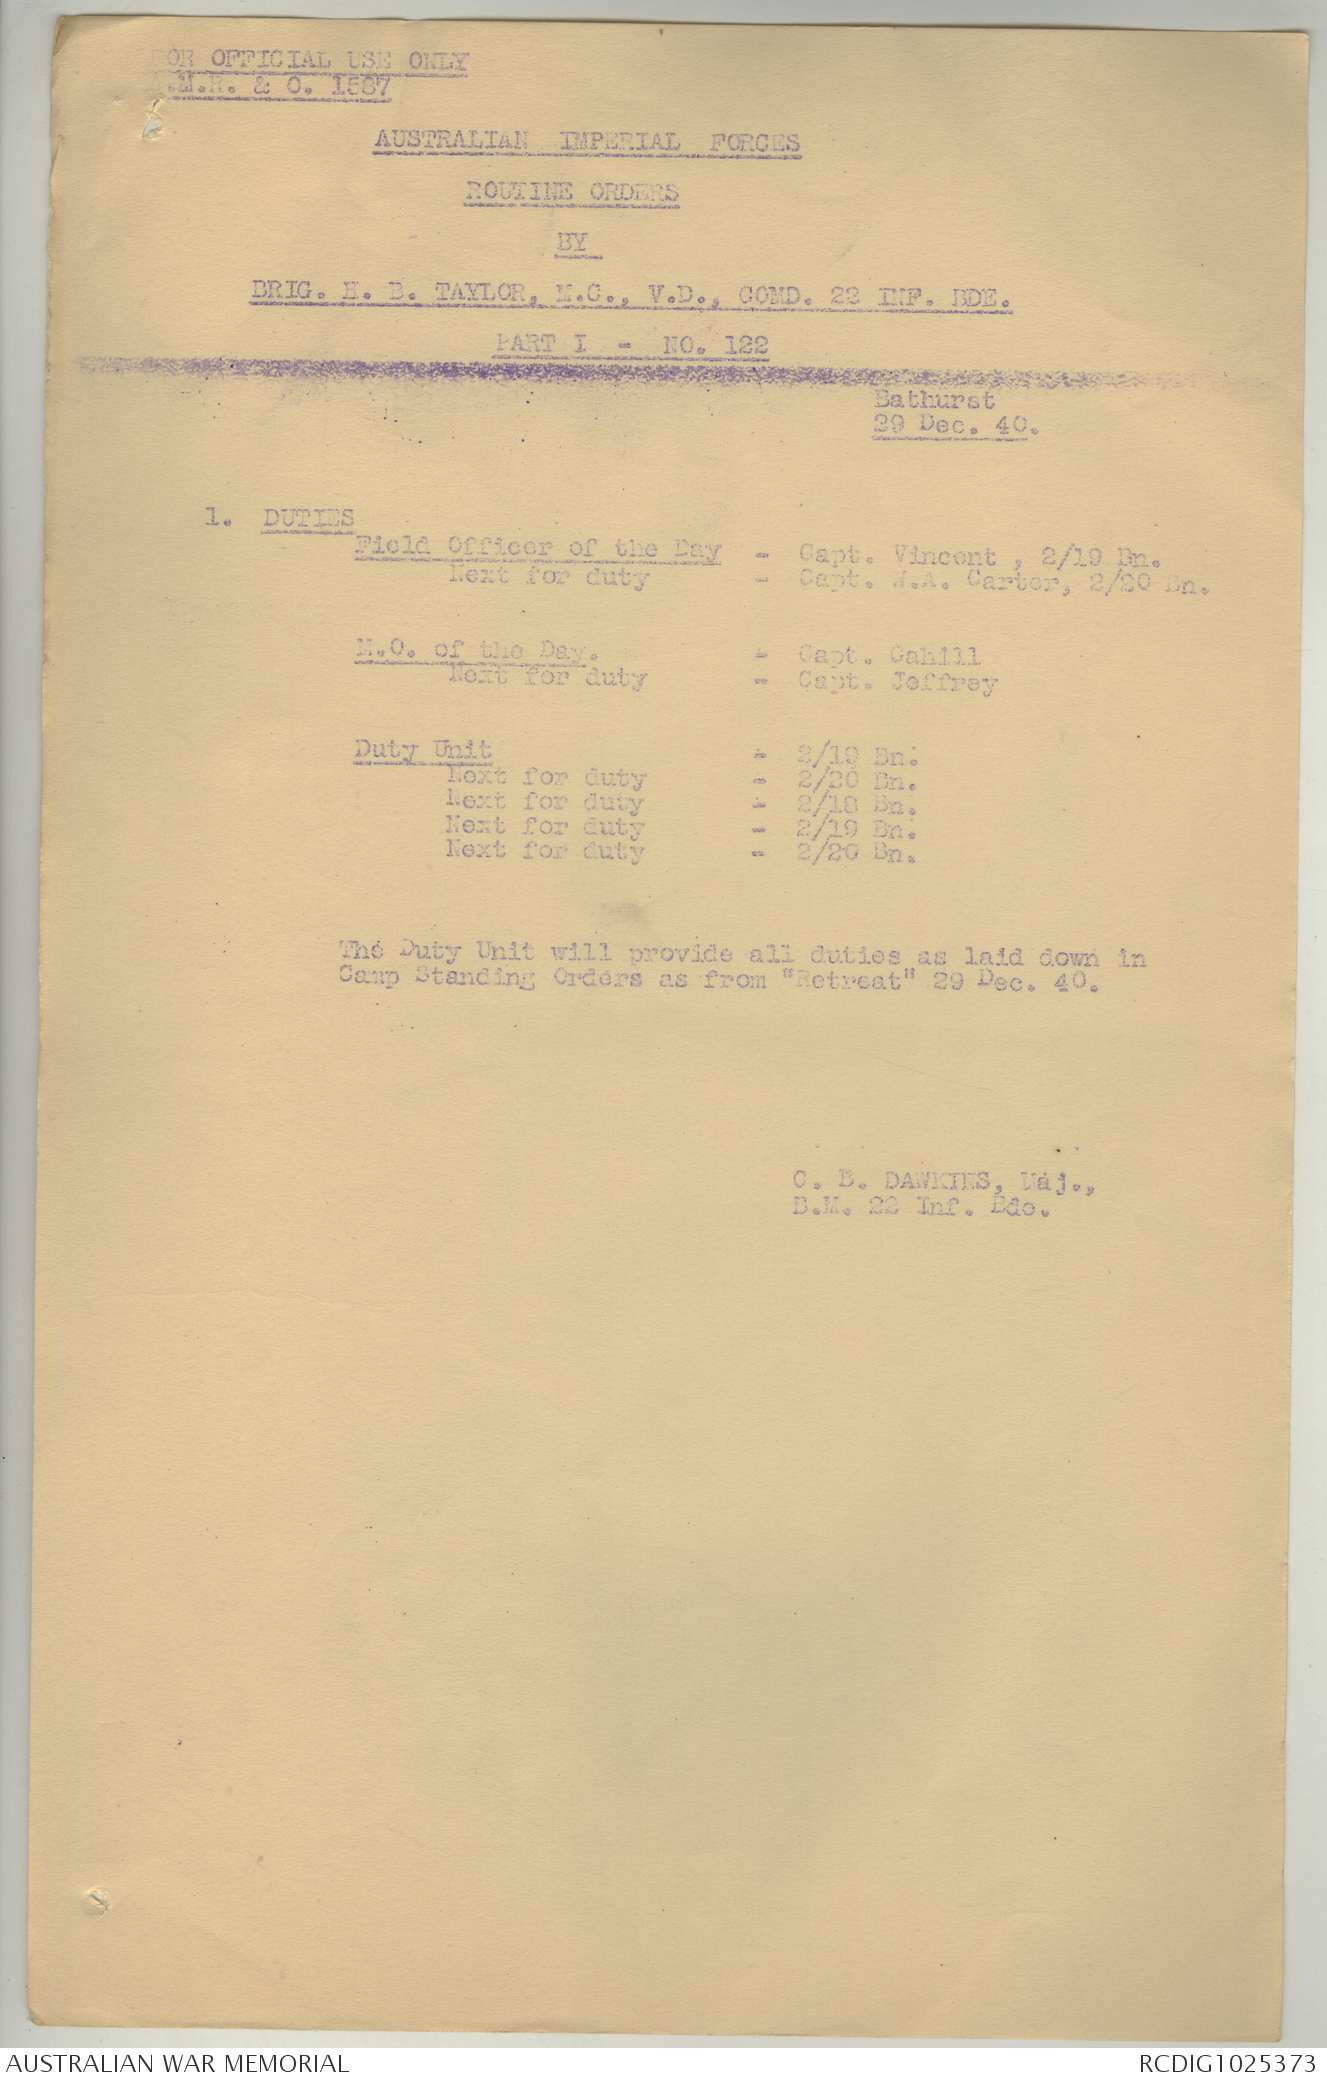 FOR OFFICIAL USE ONLY
.M.R. & O. 1567
AUSTRALIAN IMPERIAL FORCES
ROUTINE ORDERS
BY
BRIG. H. B. TAYLOR, M.C., V.D., COMD. 22 INF. BDE.
PART I - NO. 122
Bathurst
29 Dec. 40.
1. DUTIES
Field Officer of the Day - Capt. Vincent , 2/19 Bn.
Next for duty - Capt. W.A. Carter, 2/20 Bn.
M.O. of the Day. - Capt. Cahill
Next for duty - Capt. Jeffrey
Duty Unit - 2/19 Bn.
Next for duty - 2/20 Bn.
Next for duty - 2/18 Bn.
Next for duty - 2/19 Bn.
Next for duty - 2/20 Bn.
The Duty Unit will provide all duties as laid down in
Camp Standing Orders as from "Retreat" 29 Dec. 40.
C. B. DAWKINS, Maj.,
B.M. 22 Inf. Bde.
AUSTRALIAN WAR MEMORIAL
RCDIG1025373